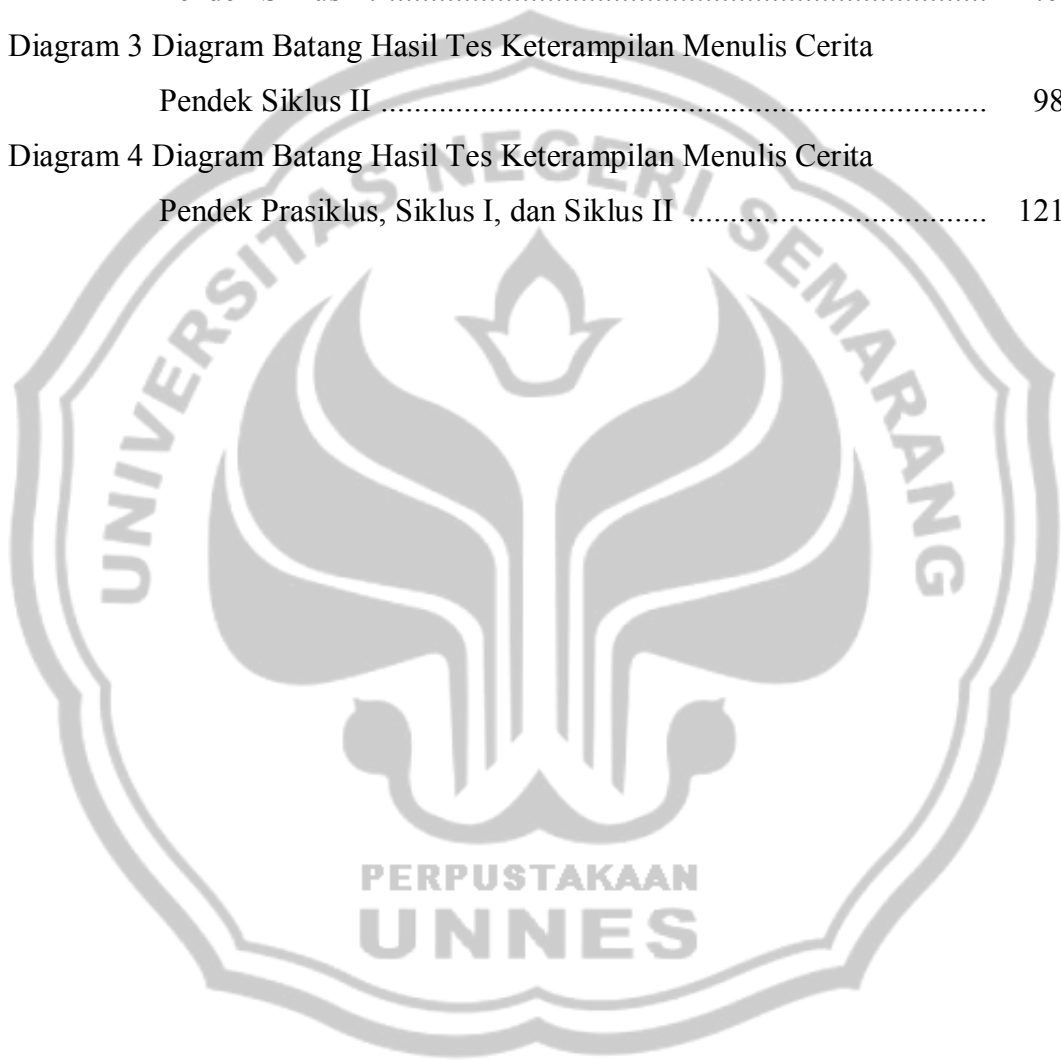 Diagram 3 Diagram Batang Hasil Tes Keterampilan Menulis Cerita
Pendek Siklus II ........................................................................ 98
Diagram 4 Diagram Batang Hasil Tes Keterampilan Menulis Cerita
Pendek Prasiklus, Siklus I, dan Siklus II ................................... 121
UNIVERSITAS NEGERI SEMARANG
PERPUSTAKAAN
UNNES